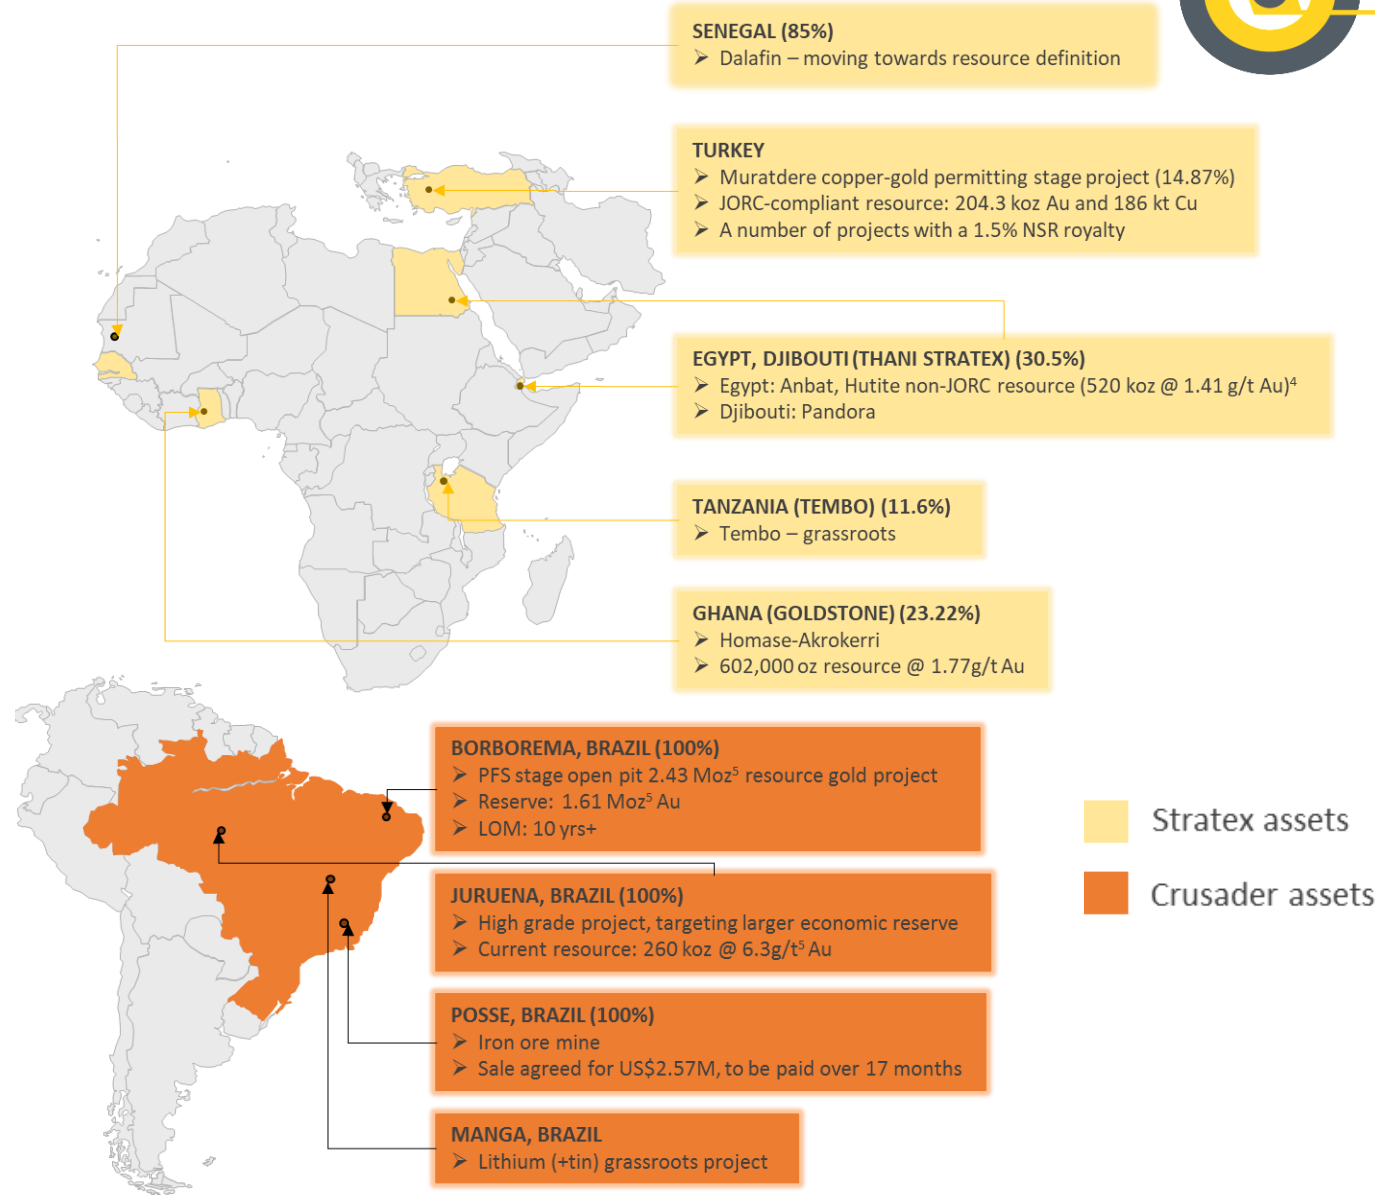 SENEGAL (85%)
➢ Dalafin – moving towards resource definition
TURKEY
➢ Muratdere copper-gold permitting stage project (14.87%)
➢ JORC-compliant resource: 204.3 koz Au and 186 kt Cu
➢ A number of projects with a 1.5% NSR royalty
EGYPT, DJIBOUTI (THANI STRATEX) (30.5%)
➢ Egypt: Anbat, Hutite non-JORC resource (520 koz @ 1.41 g/t Au)⁴
➢ Djibouti: Pandora
TANZANIA (TEMBO) (11.6%)
➢ Tembo – grassroots
GHANA (GOLDSTONE) (23.22%)
➢ Homase-Akrokerri
➢ 602,000 oz resource @ 1.77g/t Au
BORBOREMA, BRAZIL (100%)
➢ PFS stage open pit 2.43 Moz⁵ resource gold project
➢ Reserve: 1.61 Moz⁵ Au
➢ LOM: 10 yrs+
JURUENA, BRAZIL (100%)
➢ High grade project, targeting larger economic reserve
➢ Current resource: 260 koz @ 6.3g/t⁵ Au
POSSE, BRAZIL (100%)
➢ Iron ore mine
➢ Sale agreed for US$2.57M, to be paid over 17 months
MANGA, BRAZIL
➢ Lithium (+tin) grassroots project
Stratex assets
Crusader assets